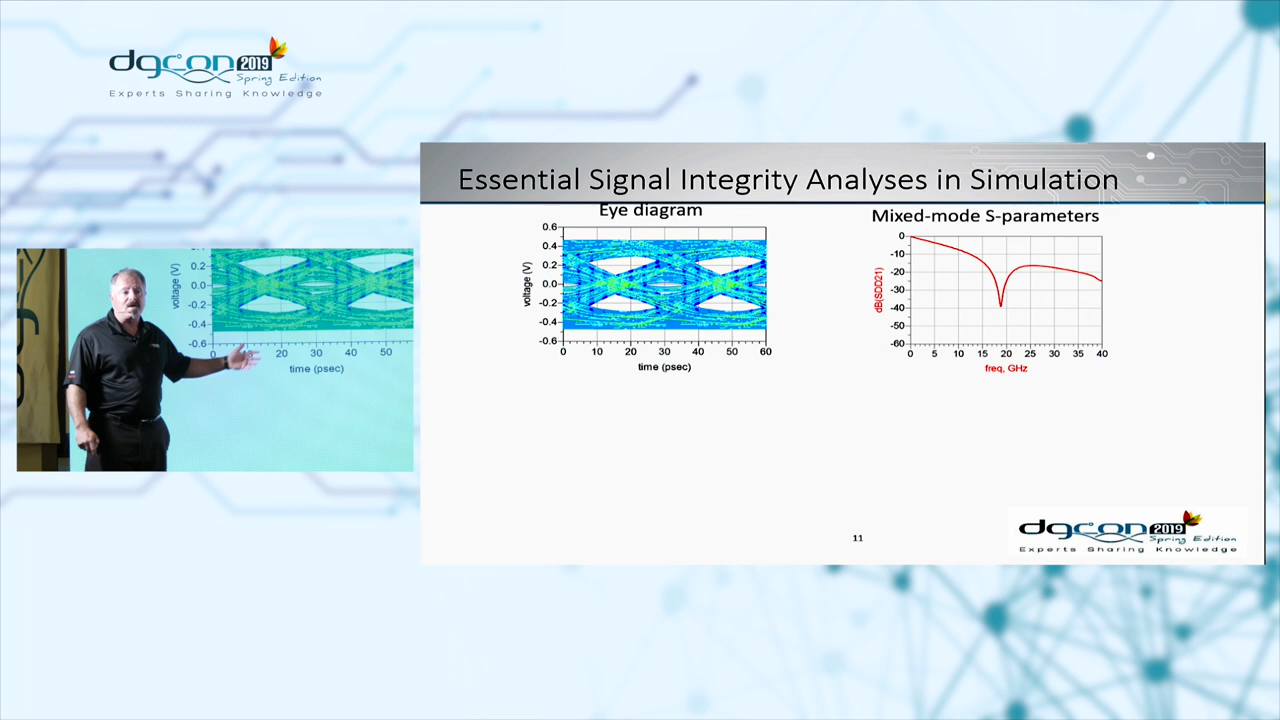 dgcon 2019
Spring Edition
Experts Sharing Knowledge
Essential Signal Integrity Analyses in Simulation
Eye diagram
0.6
0.4
0.2
0.0
-0.2
-0.4
-0.6
voltage (V)
0 10 20 30 40 50 60
time (psec)
Mixed-mode S-parameters
0
-10
-20
-30
-40
-50
-60
dB(SDD21)
0 5 10 15 20 25 30 35 40
freq, GHz
0.2
0.0
-0.2
-0.4
-0.6
voltage (V)
20 30 40 50
time (psec)
11
dgcon 2019
Spring Edition
Experts Sharing Knowledge